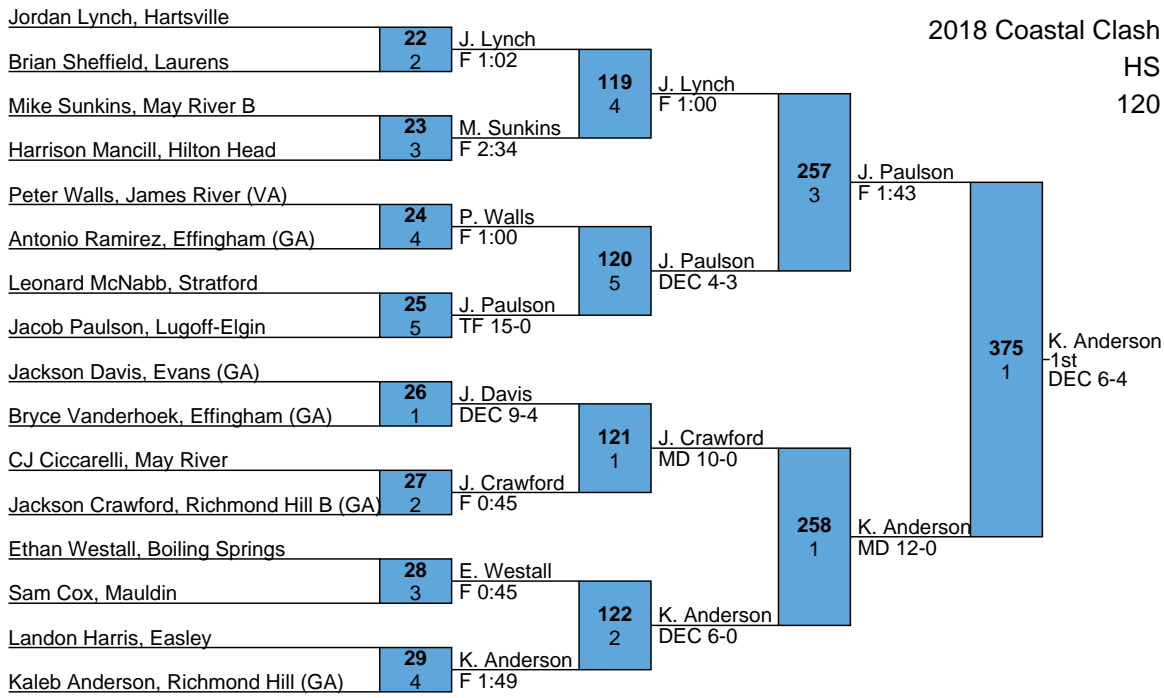 2018 Coastal Clash
HS
120
Jordan Lynch, Hartsville
Brian Sheffield, Laurens
Mike Sunkins, May River B
Harrison Mancill, Hilton Head
Peter Walls, James River (VA)
Antonio Ramirez, Effingham (GA)
Leonard McNabb, Stratford
Jacob Paulson, Lugoff-Elgin
Jackson Davis, Evans (GA)
Bryce Vanderhoek, Effingham (GA)
CJ Ciccarelli, May River
Jackson Crawford, Richmond Hill B (GA)
Ethan Westall, Boiling Springs
Sam Cox, Mauldin
Landon Harris, Easley
Kaleb Anderson, Richmond Hill (GA)
22
2
J. Lynch
F 1:02
23
3
M. Sunkins
F 2:34
24
4
P. Walls
F 1:00
25
5
J. Paulson
TF 15-0
26
1
J. Davis
DEC 9-4
27
2
J. Crawford
F 0:45
28
3
E. Westall
F 0:45
29
4
K. Anderson
F 1:49
119
4
J. Lynch
F 1:00
120
5
J. Paulson
DEC 4-3
121
1
J. Crawford
MD 10-0
122
2
K. Anderson
DEC 6-0
257
3
J. Paulson
F 1:43
258
1
K. Anderson
MD 12-0
375
1
K. Anderson
1st
DEC 6-4